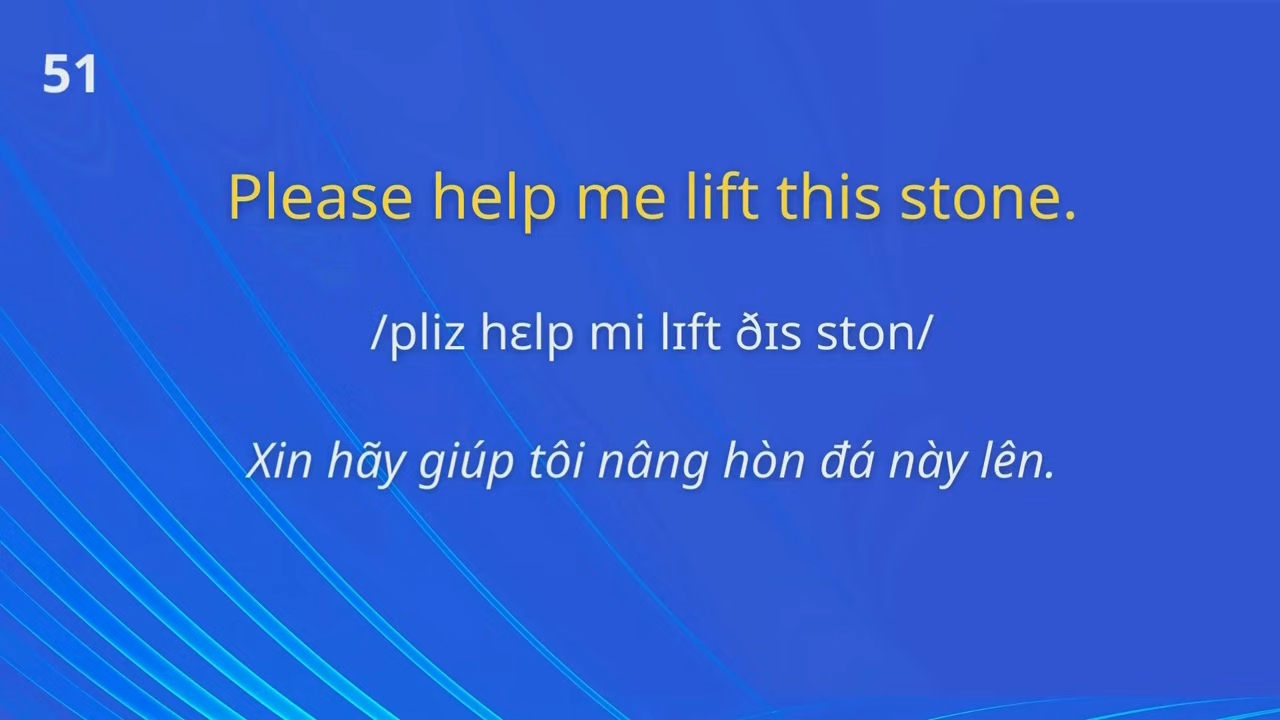 51
Please help me lift this stone.
/pliz hɛlp mi lɪft ðɪs ston/
Xin hãy giúp tôi nâng hòn đá này lên.